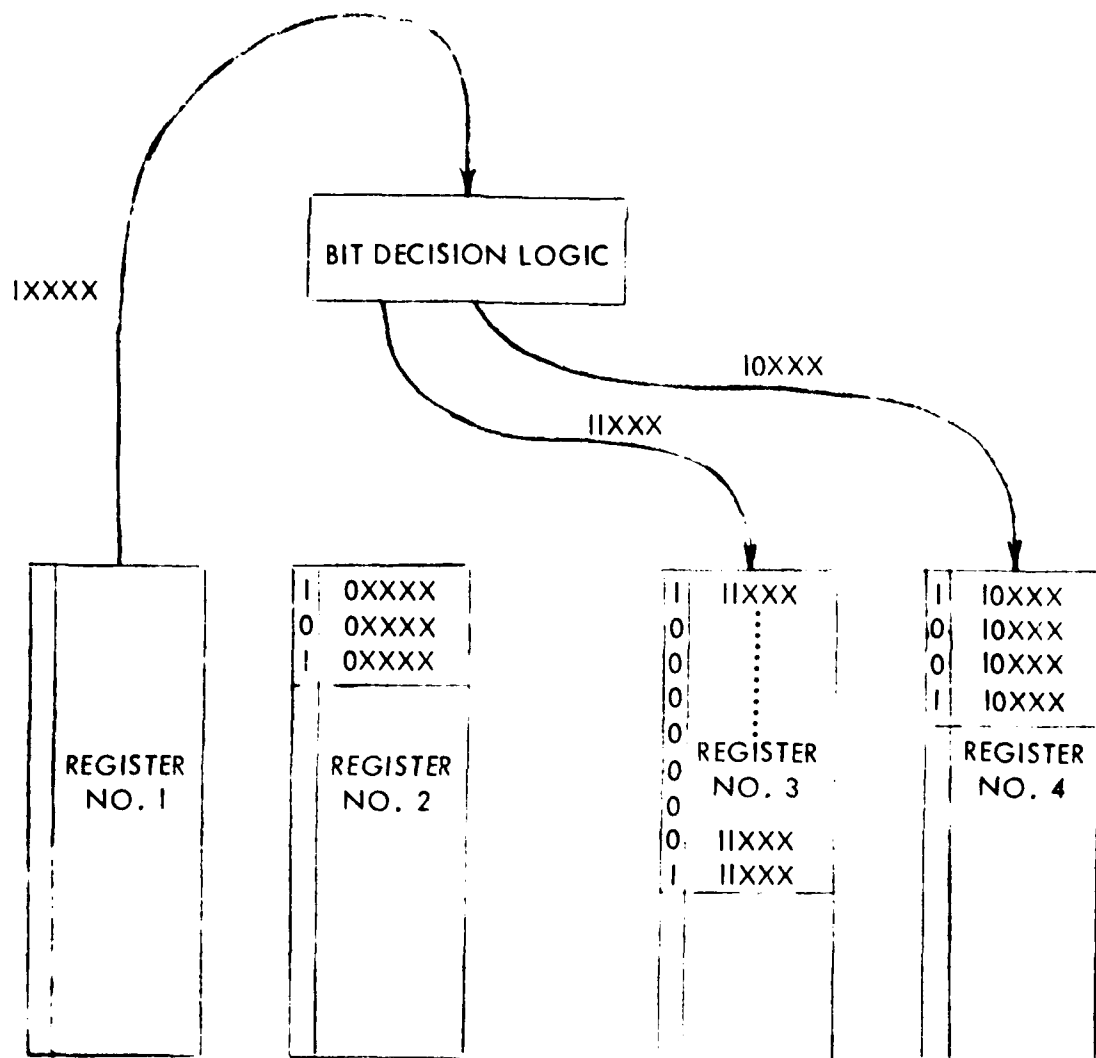 BIT DECISION LOGIC
1XXXX
10XXX
11XXX
REGISTER
NO. 1
1 0XXXX
0 0XXXX
1 0XXXX
REGISTER
NO. 2
1 11XXX
0
0
0
0
0
0
0 11XXX
1 11XXX
REGISTER
NO. 3
1 10XXX
0 10XXX
0 10XXX
1 10XXX
REGISTER
NO. 4